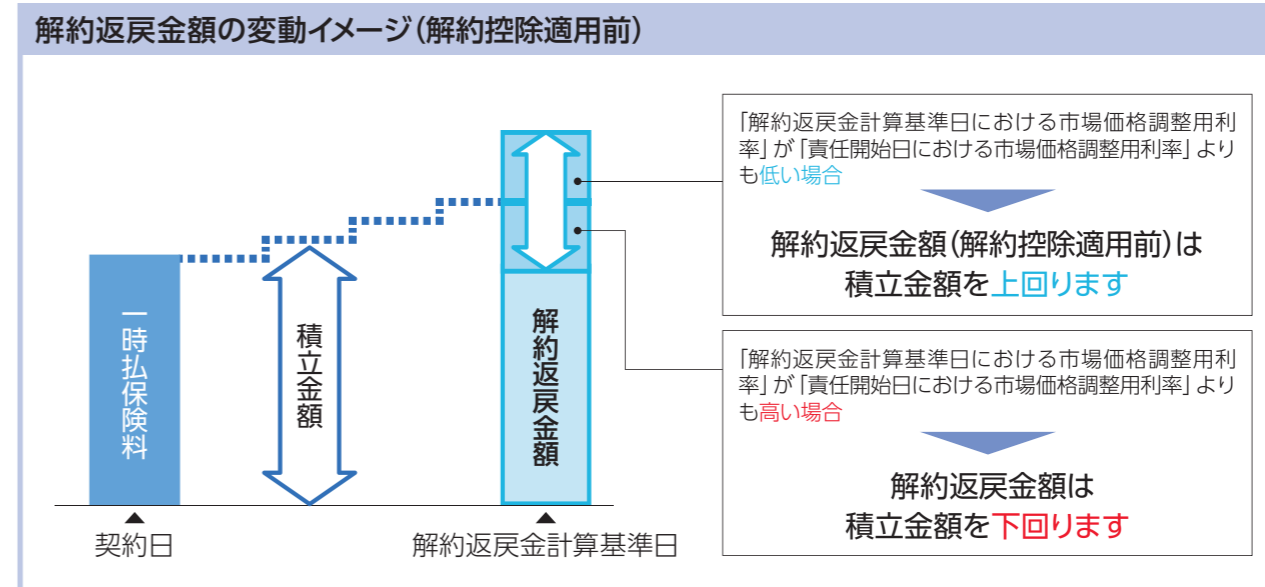 解約返戻金額の変動イメージ(解約控除適用前)
「解約返戻金計算基準日における市場価格調整用利
率」が「責任開始日における市場価格調整用利率」より
も低い場合
解約返戻金額(解約控除適用前)は
積立金額を上回ります
一時払保険料
積立金額
解約返戻金額
「解約返戻金計算基準日における市場価格調整用利
率」が「責任開始日における市場価格調整用利率」より
も高い場合
解約返戻金額は
積立金額を下回ります
契約日
解約返戻金計算基準日